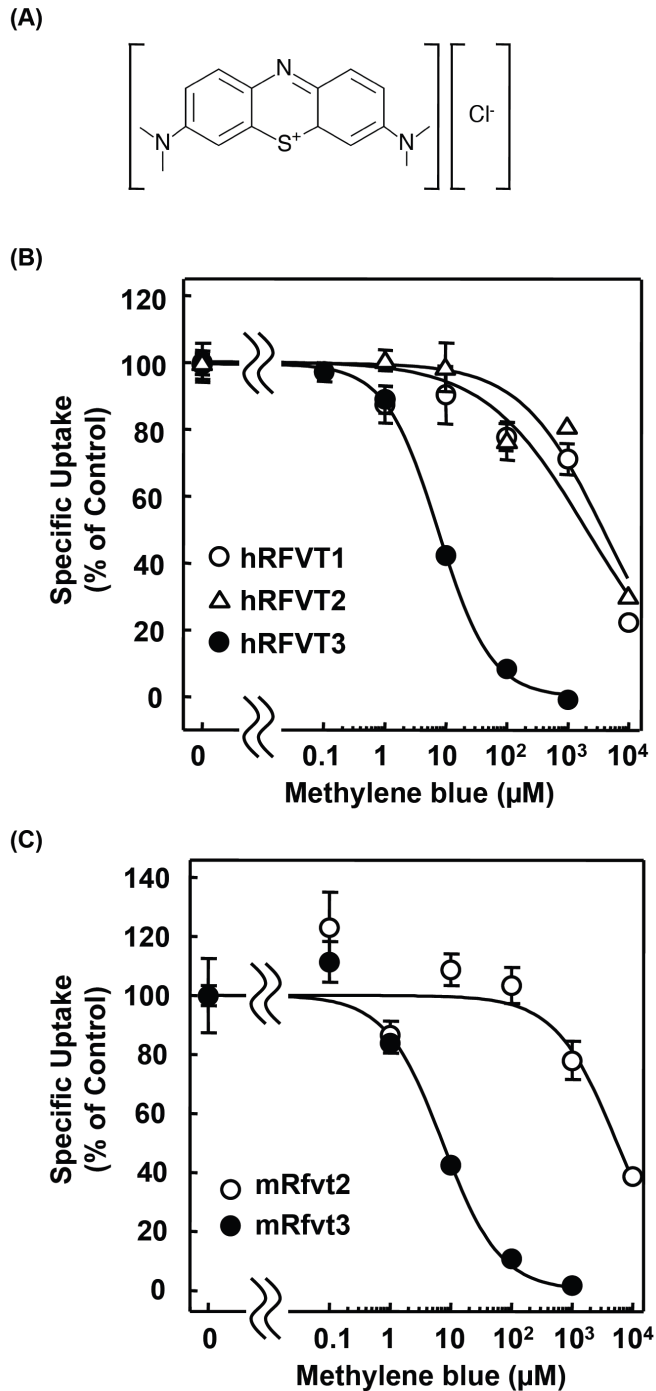 (A)
N
N
S+
N
Cl-
(B)
120
100
80
60
40
20
0
Specific Uptake
(% of Control)
hRFVT1
hRFVT2
hRFVT3
0 0.1 1 10 10² 10³ 10⁴
Methylene blue (µM)
(C)
140
120
100
80
60
40
20
0
Specific Uptake
(% of Control)
mRfvt2
mRfvt3
0 0.1 1 10 10² 10³ 10⁴
Methylene blue (µM)